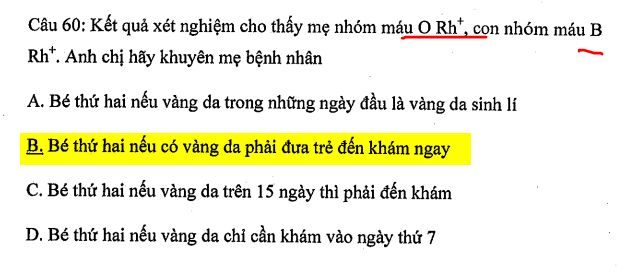 Câu 60: Kết quả xét nghiệm cho thấy mẹ nhóm máu O Rh⁺, con nhóm máu B
Rh⁺. Anh chị hãy khuyên mẹ bệnh nhân
A. Bé thứ hai nếu vàng da trong những ngày đầu là vàng da sinh lí
B. Bé thứ hai nếu có vàng da phải đưa trẻ đến khám ngay
C. Bé thứ hai nếu vàng da trên 15 ngày thì phải đến khám
D. Bé thứ hai nếu vàng da chỉ cần khám vào ngày thứ 7